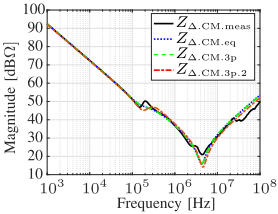 Z_Δ.CM.meas
Z_Δ.CM.eq
Z_Δ.CM.3p
Z_Δ.CM.3p.2
Magnitude [dBΩ]
100
90
80
70
60
50
40
30
20
10
10^3 10^4 10^5 10^6 10^7 10^8
Frequency [Hz]